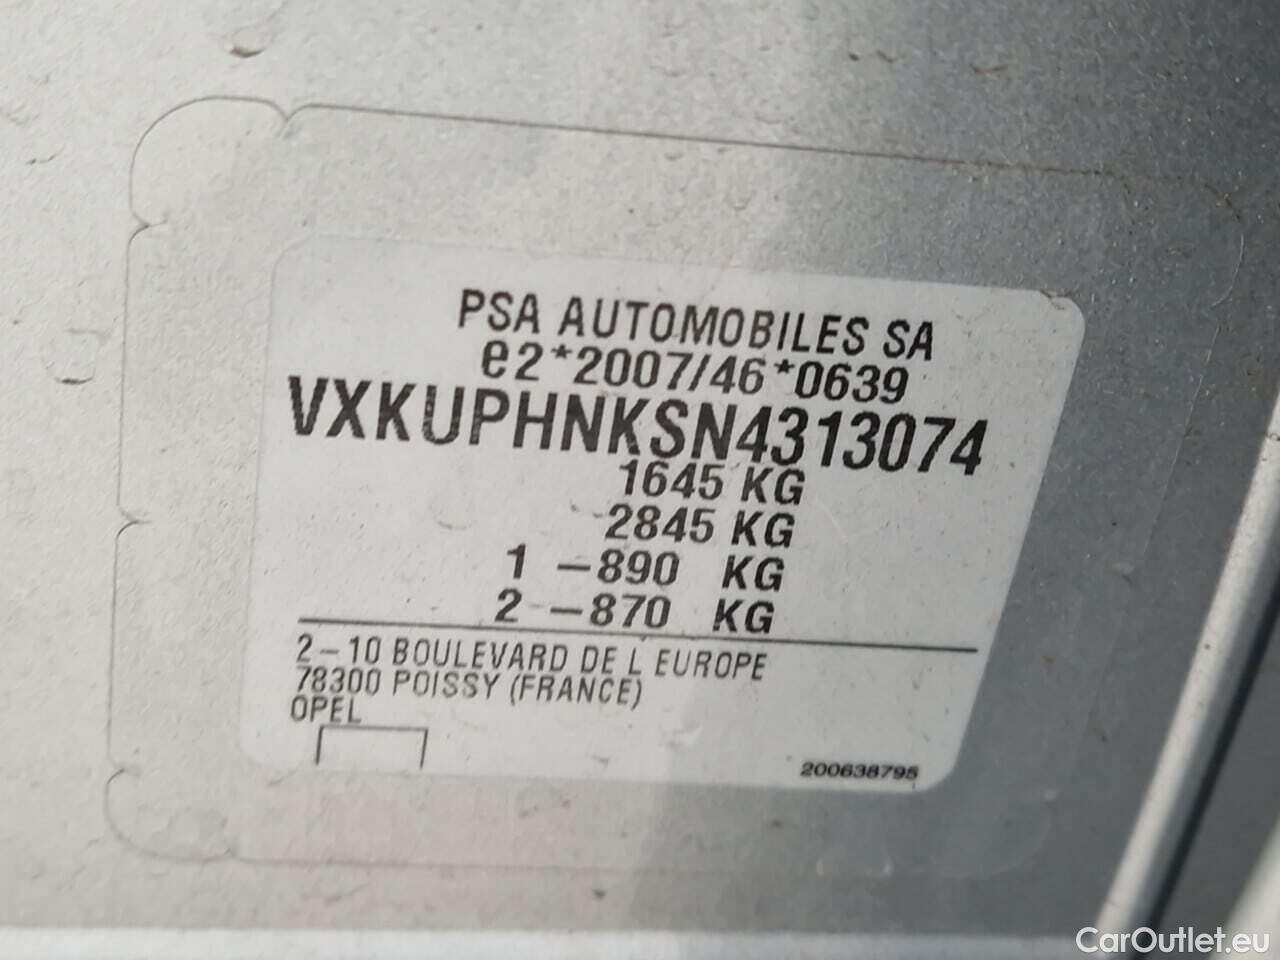 PSA AUTOMOBILES SA
e2*2007/46*0639
VXKUPHNKSN4313074
1645 KG
2845 KG
1 -890 KG
2 -870 KG
2-10 BOULEVARD DE L EUROPE
78300 POISSY (FRANCE)
OPEL
200638795
CarOutlet.eu